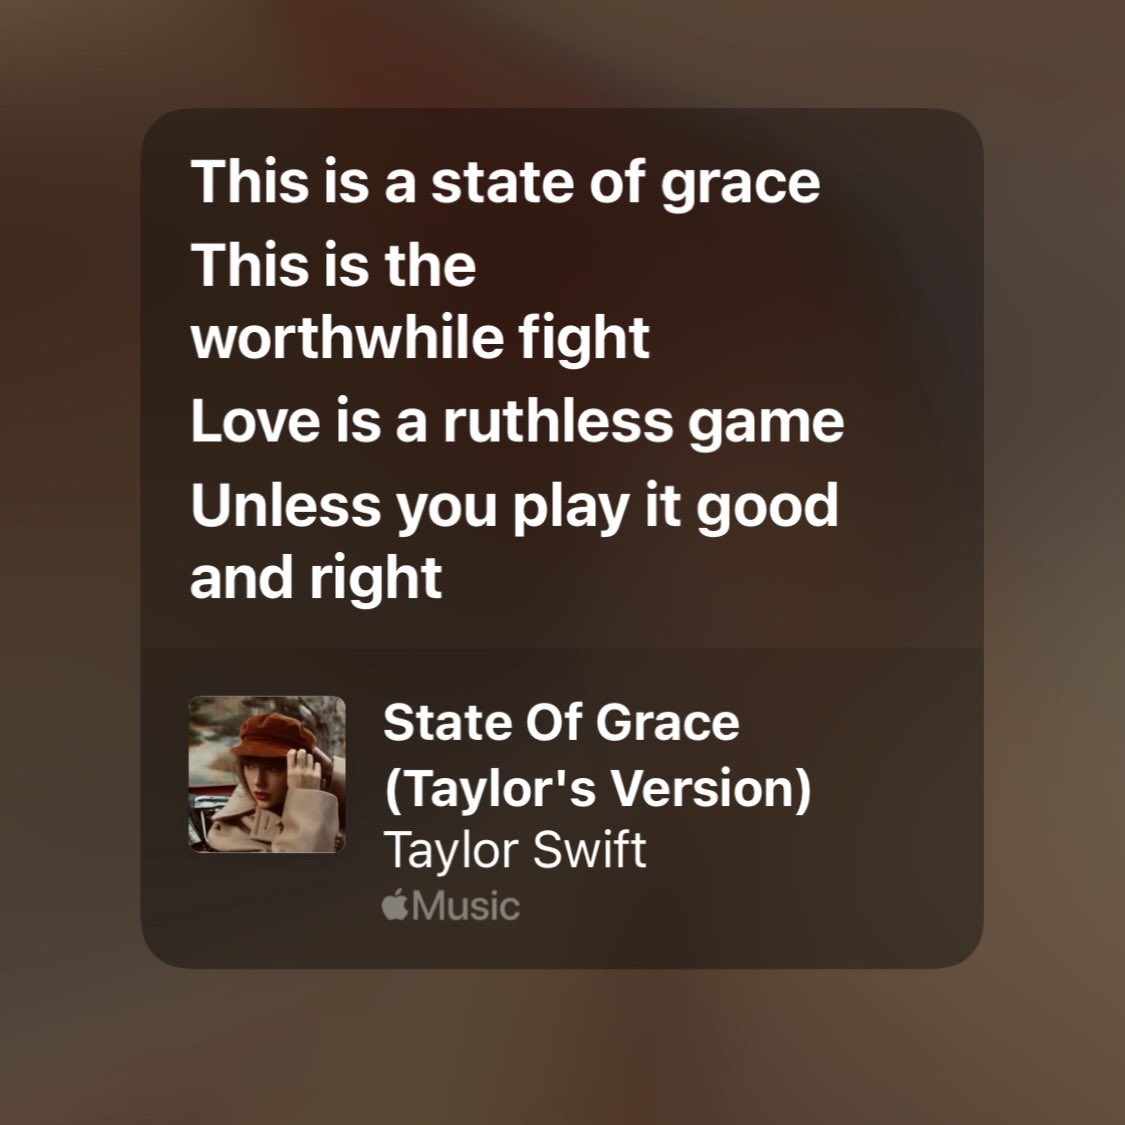 This is a state of grace
This is the
worthwhile fight
Love is a ruthless game
Unless you play it good
and right
State Of Grace
(Taylor's Version)
Taylor Swift
Music